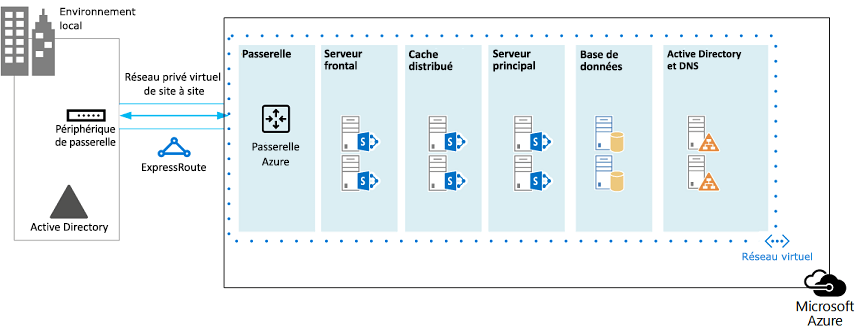 Environnement
local
Réseau privé virtuel
de site à site
Périphérique
de passerelle
ExpressRoute
Active Directory
Passerelle
Passerelle
Azure
Serveur
frontal
Cache
distribué
Serveur
principal
Base de
données
Active Directory
et DNS
S
S
S
S
S
S
Réseau virtuel
Microsoft
Azure